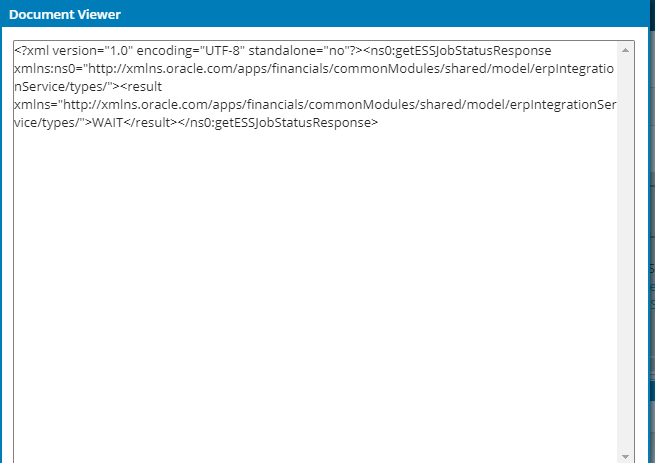 Document Viewer
<?xml version="1.0" encoding="UTF-8" standalone="no"?><ns0:getESSJobStatusResponse
xmlns:ns0="http://xmlns.oracle.com/apps/financials/commonModules/shared/model/erpIntegratio
nService/types/"><result
xmlns="http://xmlns.oracle.com/apps/financials/commonModules/shared/model/erpIntegrationSer
vice/types/">WAIT</result></ns0:getESSJobStatusResponse>